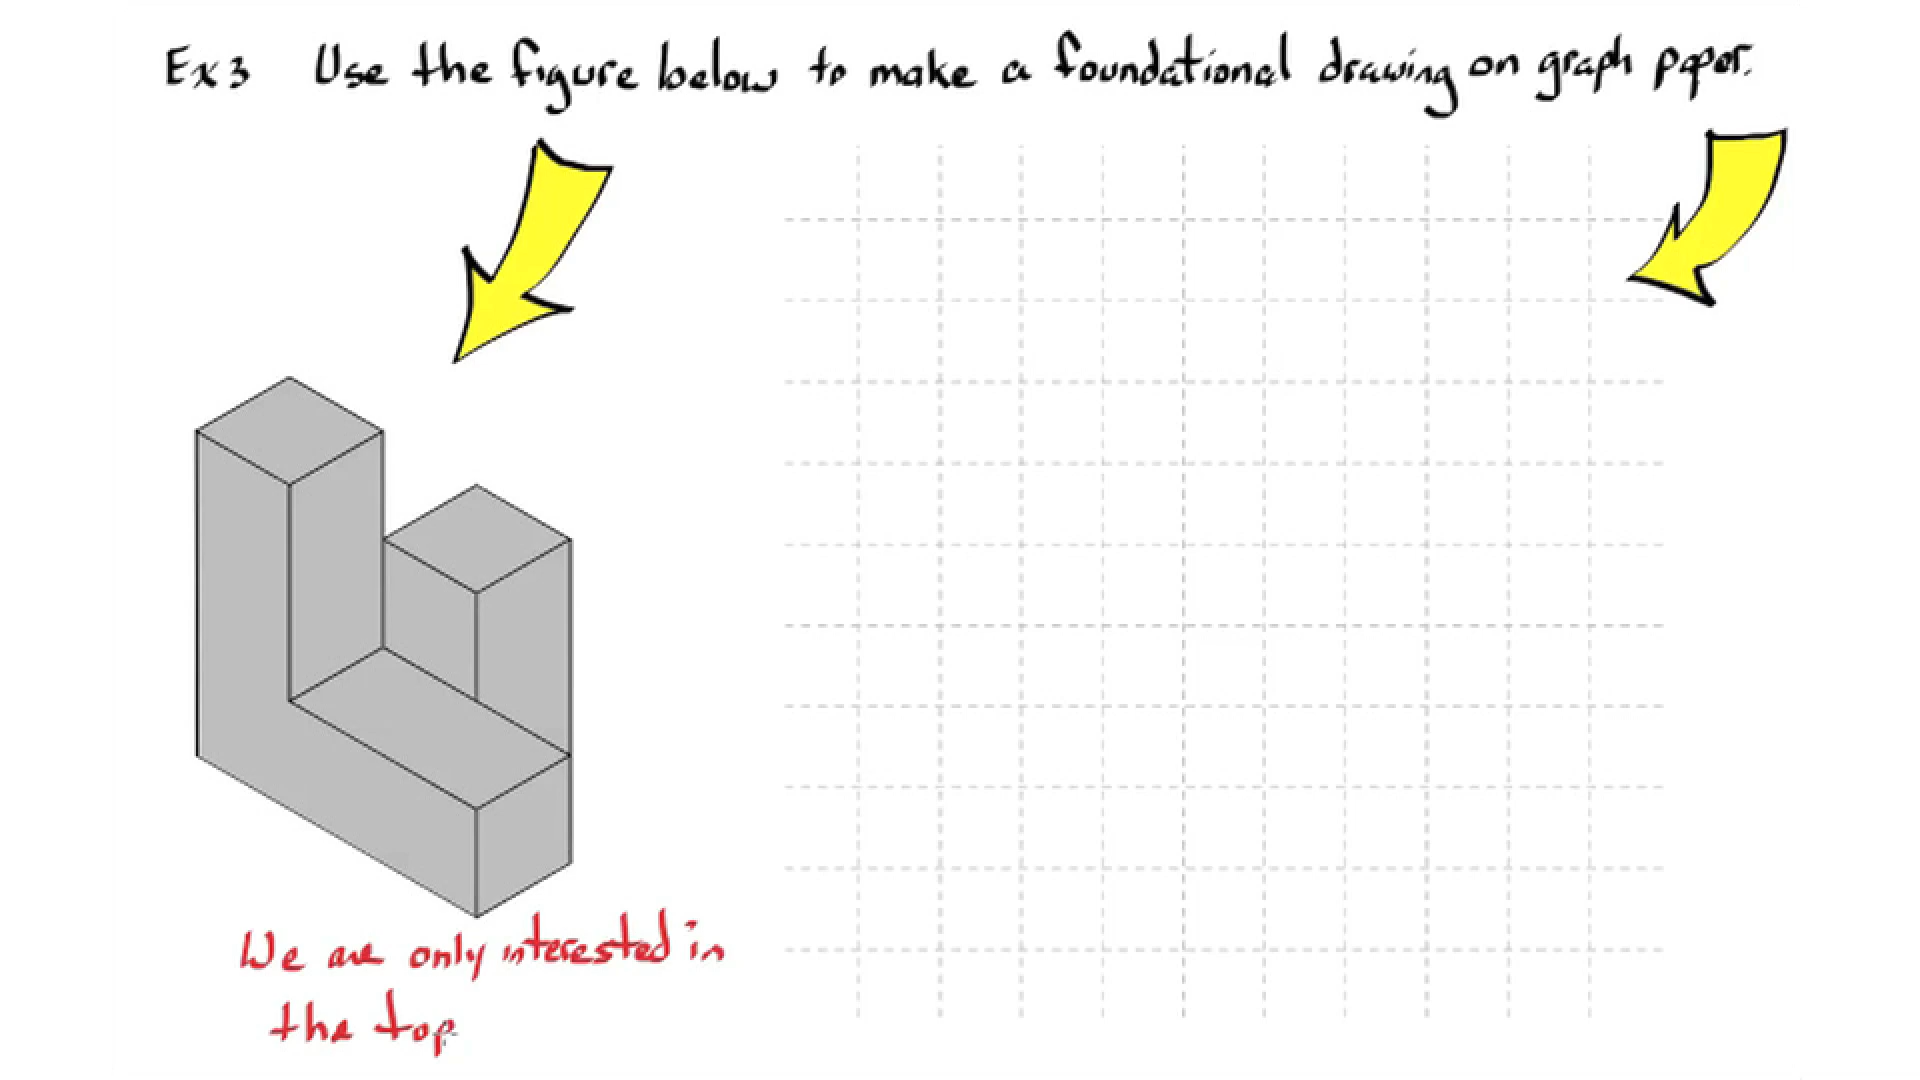 Ex 3 Use the figure below to make a foundational drawing on graph paper.
We are only interested in
the top